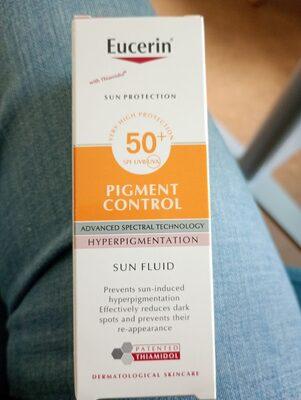 Eucerin®
with Thiamidol®
SUN PROTECTION
VERY HIGH PROTECTION
50+
SPF UVB UVA
PIGMENT
CONTROL
ADVANCED SPECTRAL TECHNOLOGY
HYPERPIGMENTATION
SUN FLUID
Prevents sun-induced
hyperpigmentation
Effectively reduces dark
spots and prevents their
re-appearance
PATENTED
THIAMIDOL
DERMATOLOGICAL SKINCARE